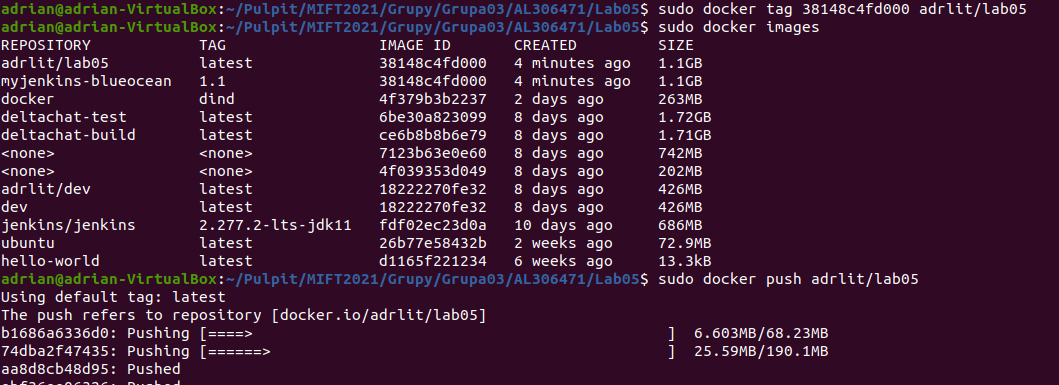 adrian@adrian-VirtualBox:~/Pulpit/MIFT2021/Grupy/Grupa03/AL306471/Lab05$ sudo docker tag 38148c4fd000 adrlit/lab05
adrian@adrian-VirtualBox:~/Pulpit/MIFT2021/Grupy/Grupa03/AL306471/Lab05$ sudo docker images
REPOSITORY TAG IMAGE ID CREATED SIZE
adrlit/lab05 latest 38148c4fd000 4 minutes ago 1.1GB
myjenkins-blueocean 1.1 38148c4fd000 4 minutes ago 1.1GB
docker dind 4f379b3b2237 2 days ago 263MB
deltachat-test latest 6be30a823099 8 days ago 1.72GB
deltachat-build latest ce6b8b8b6e79 8 days ago 1.71GB
<none> <none> 7123b63e0e60 8 days ago 742MB
<none> <none> 4f039353d049 8 days ago 202MB
adrlit/dev latest 18222270fe32 8 days ago 426MB
dev latest 18222270fe32 8 days ago 426MB
jenkins/jenkins 2.277.2-lts-jdk11 fdf02ec23d0a 10 days ago 686MB
ubuntu latest 26b77e58432b 2 weeks ago 72.9MB
hello-world latest d1165f221234 6 weeks ago 13.3kB
adrian@adrian-VirtualBox:~/Pulpit/MIFT2021/Grupy/Grupa03/AL306471/Lab05$ sudo docker push adrlit/lab05
Using default tag: latest
The push refers to repository [docker.io/adrlit/lab05]
b1686a6336d0: Pushing [====> ] 6.603MB/68.23MB
74dba2f47435: Pushing [======> ] 25.59MB/190.1MB
aa8d8cb48d95: Pushed